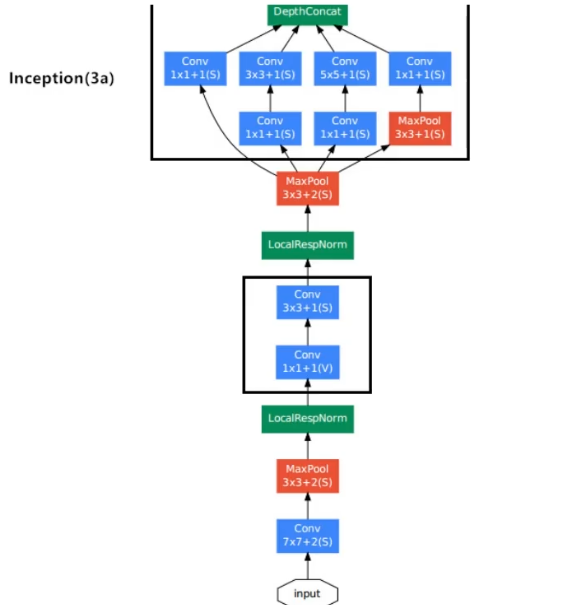 DepthConcat
Conv
1x1+1(S)
Conv
3x3+1(S)
Conv
5x5+1(S)
Conv
1x1+1(S)
Inception(3a)
Conv
1x1+1(S)
Conv
1x1+1(S)
MaxPool
3x3+1(S)
MaxPool
3x3+2(S)
LocalRespNorm
Conv
3x3+1(S)
Conv
1x1+1(V)
LocalRespNorm
MaxPool
3x3+2(S)
Conv
7x7+2(S)
input